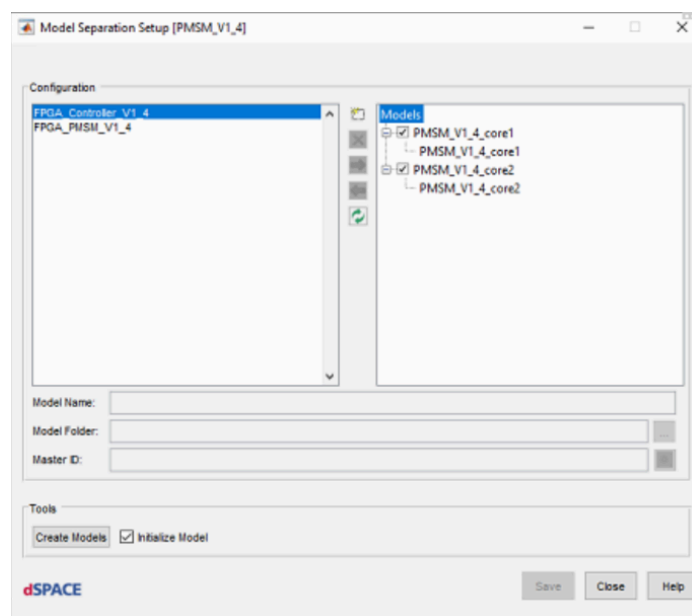 Model Separation Setup [PMSM_V1_4]
Configuration
FPGA_Controller_V1_4
FPGA_PMSM_V1_4
Models
PMSM_V1_4_core1
PMSM_V1_4_core1
PMSM_V1_4_core2
PMSM_V1_4_core2
Model Name:
Model Folder:
...
Master ID:
Tools
Create Models Initialize Model
dSPACE Save Close Help